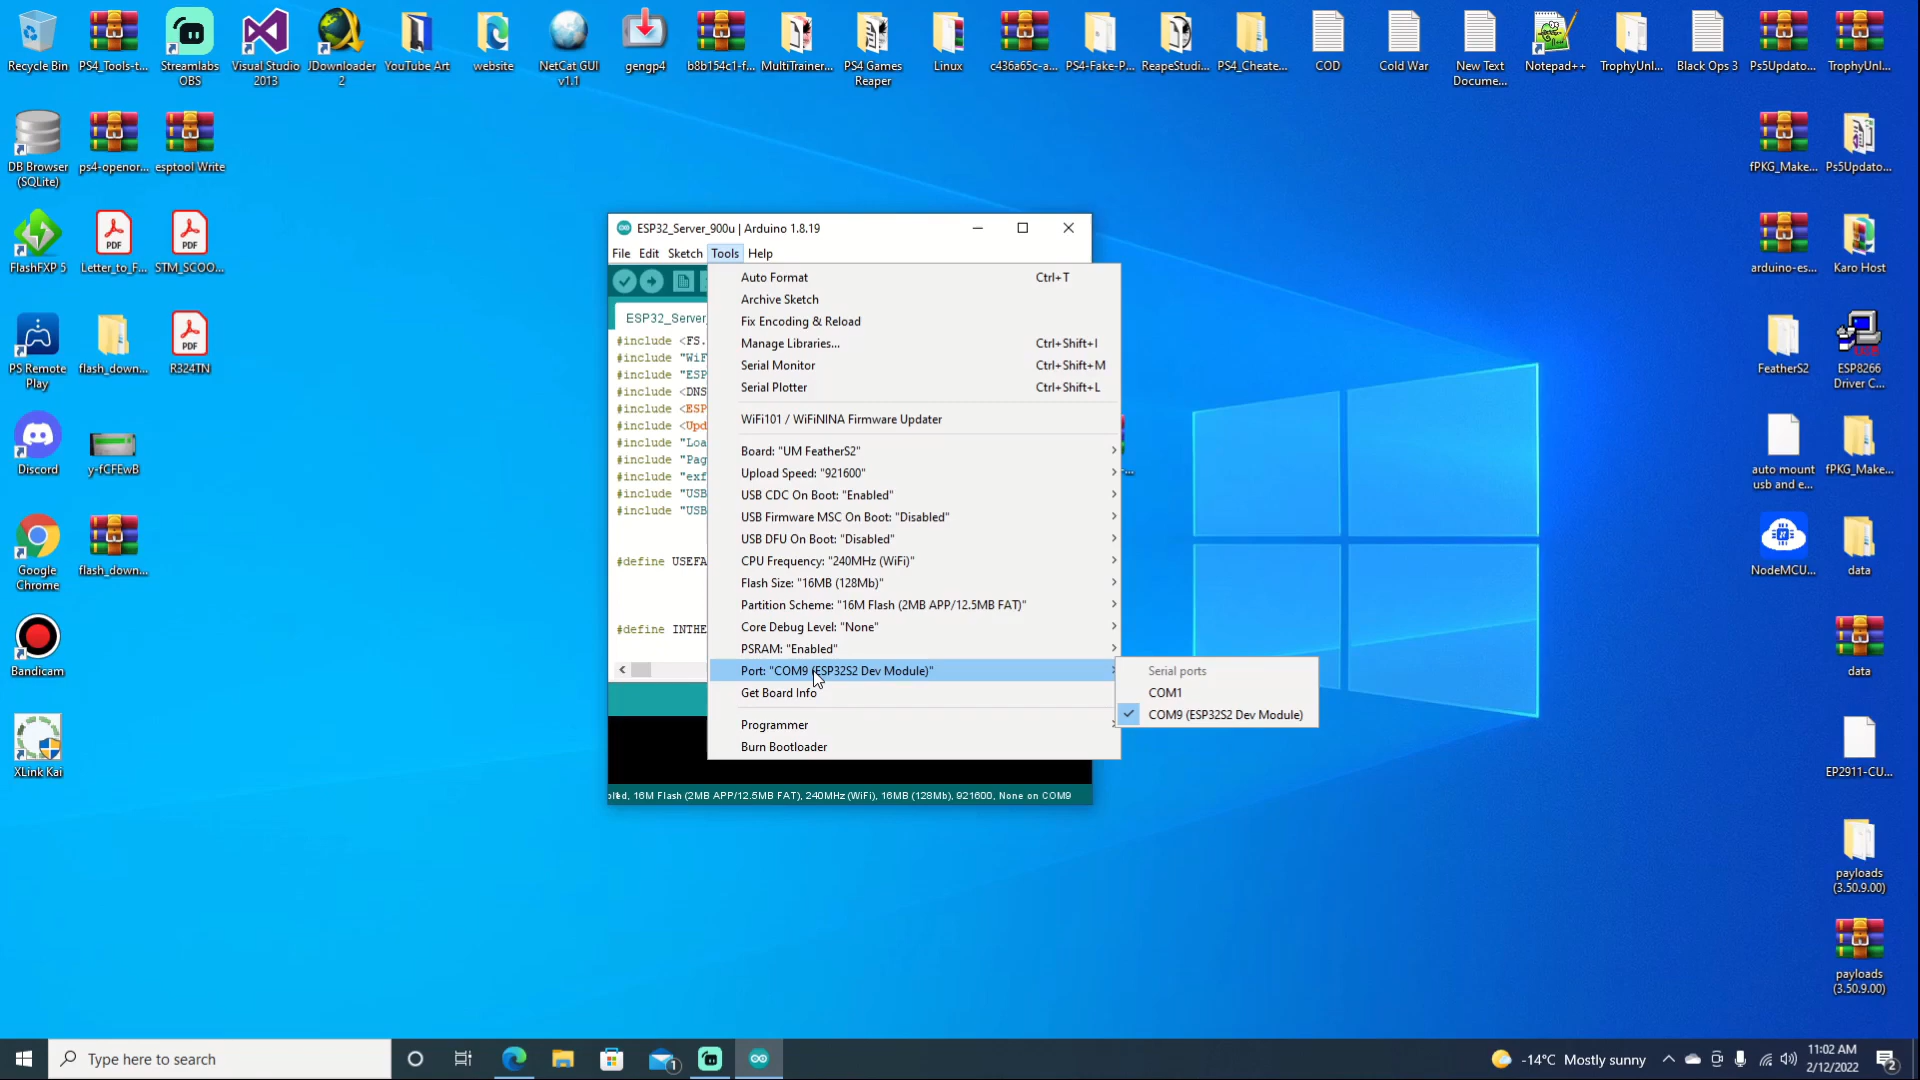 Recycle Bin
PS4_Tools-t...
Streamlabs
OBS
Visual Studio
2013
JDownloader
2
YouTube Art
website
NetCat GUI
v1.1
gengp4
b8b154c1-f...
MultiTrainer...
PS4 Games
Reaper
Linux
c436a65c-a...
PS4-Fake-P...
ReapeStudi...
PS4_Cheate...
COD
Cold War
New Text
Docume...
Notepad++
TrophyUnl...
Black Ops 3
Ps5Updato...
TrophyUnl...
DB Browser
(SQLite)
ps4-openor...
esptool Write
fPKG_Make...
Ps5Updato...
FlashFXP 5
Letter_to_F...
STM_SCOO...
arduino-es...
Karo Host
PS Remote
Play
flash_down...
R324TN
FeatherS2
ESP8266
Driver C...
Discord
y-fCFEwB
auto mount
usb and e...
fPKG_Make...
Google
Chrome
flash_down...
NodeMCU...
data
Bandicam
data
XLink Kai
EP2911-CU...
payloads
(3.50.9.00)
payloads
(3.50.9.00)
ESP32_Server_900u | Arduino 1.8.19
File Edit Sketch Tools Help
ESP32_Server_
#include <FS.
#include "WiF
#include "ESP
#include <DNS
#include <ESP
#include <Upd
#include "Loa
#include "Pag
#include "exf
#include "USB
#include "USB
#define USEFA
#define INTHE
Auto Format Ctrl+T
Archive Sketch
Fix Encoding & Reload
Manage Libraries... Ctrl+Shift+I
Serial Monitor Ctrl+Shift+M
Serial Plotter Ctrl+Shift+L
WiFi101 / WiFiNINA Firmware Updater
Board: "UM FeatherS2"
Upload Speed: "921600"
USB CDC On Boot: "Enabled"
USB Firmware MSC On Boot: "Disabled"
USB DFU On Boot: "Disabled"
CPU Frequency: "240MHz (WiFi)"
Flash Size: "16MB (128Mb)"
Partition Scheme: "16M Flash (2MB APP/12.5MB FAT)"
Core Debug Level: "None"
PSRAM: "Enabled"
Port: "COM9 (ESP32S2 Dev Module)"
Get Board Info
Programmer
Burn Bootloader
Serial ports
COM1
COM9 (ESP32S2 Dev Module)
bled, 16M Flash (2MB APP/12.5MB FAT), 240MHz (WiFi), 16MB (128Mb), 921600, None on COM9
Type here to search
1
-14°C Mostly sunny
11:02 AM
2/12/2022
2